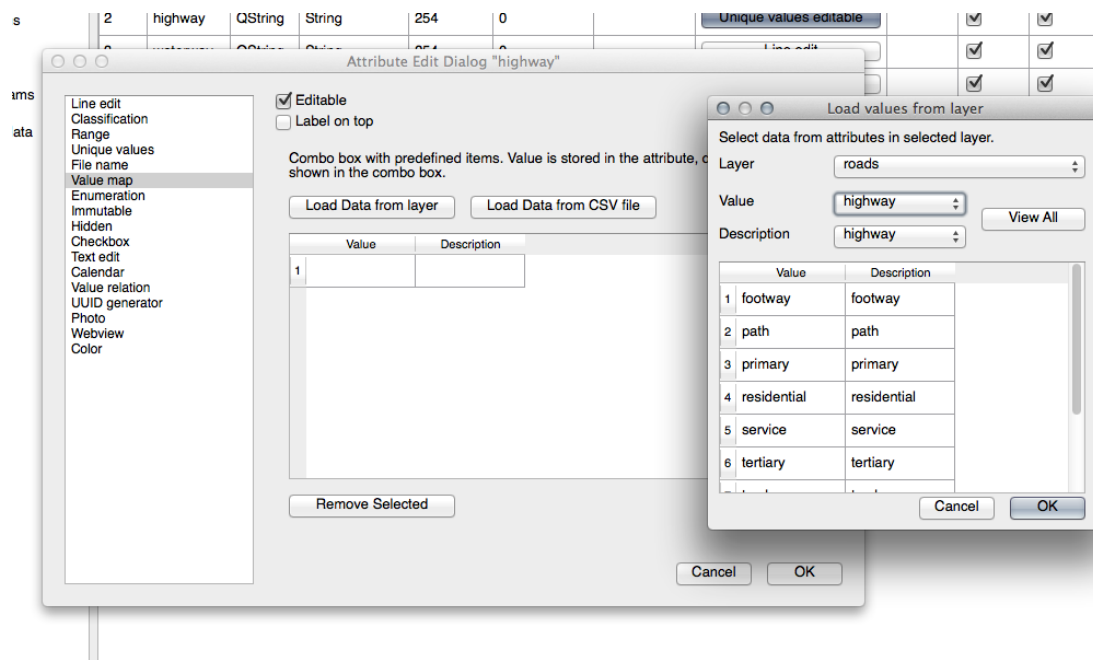 s
2 highway QString String 254 0 Unique values editable
waterway QString String 254 0 Line edit
Attribute Edit Dialog "highway"
ams
ata
Line edit
Classification
Range
Unique values
File name
Value map
Enumeration
Immutable
Hidden
Checkbox
Text edit
Calendar
Value relation
UUID generator
Photo
Webview
Color
Editable
Label on top
Combo box with predefined items. Value is stored in the attribute, d
shown in the combo box.
Load Data from layer Load Data from CSV file
Value Description
1
Remove Selected
Cancel OK
Load values from layer
Select data from attributes in selected layer.
Layer roads
Value highway
View All
Description highway
Value Description
1 footway footway
2 path path
3 primary primary
4 residential residential
5 service service
6 tertiary tertiary
Cancel OK